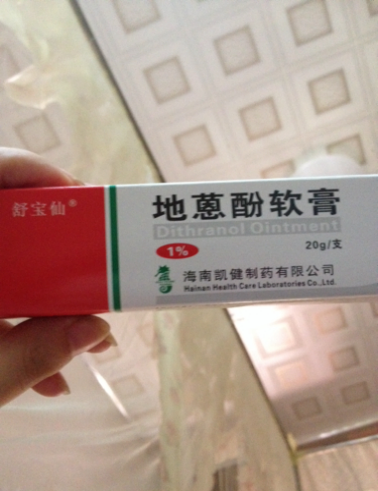 舒宝仙®
地蒽酚软膏
Dithranol Ointment
1%
20g/支
海南凯健制药有限公司
Hainan Health Care Laboratories Co.,Ltd.